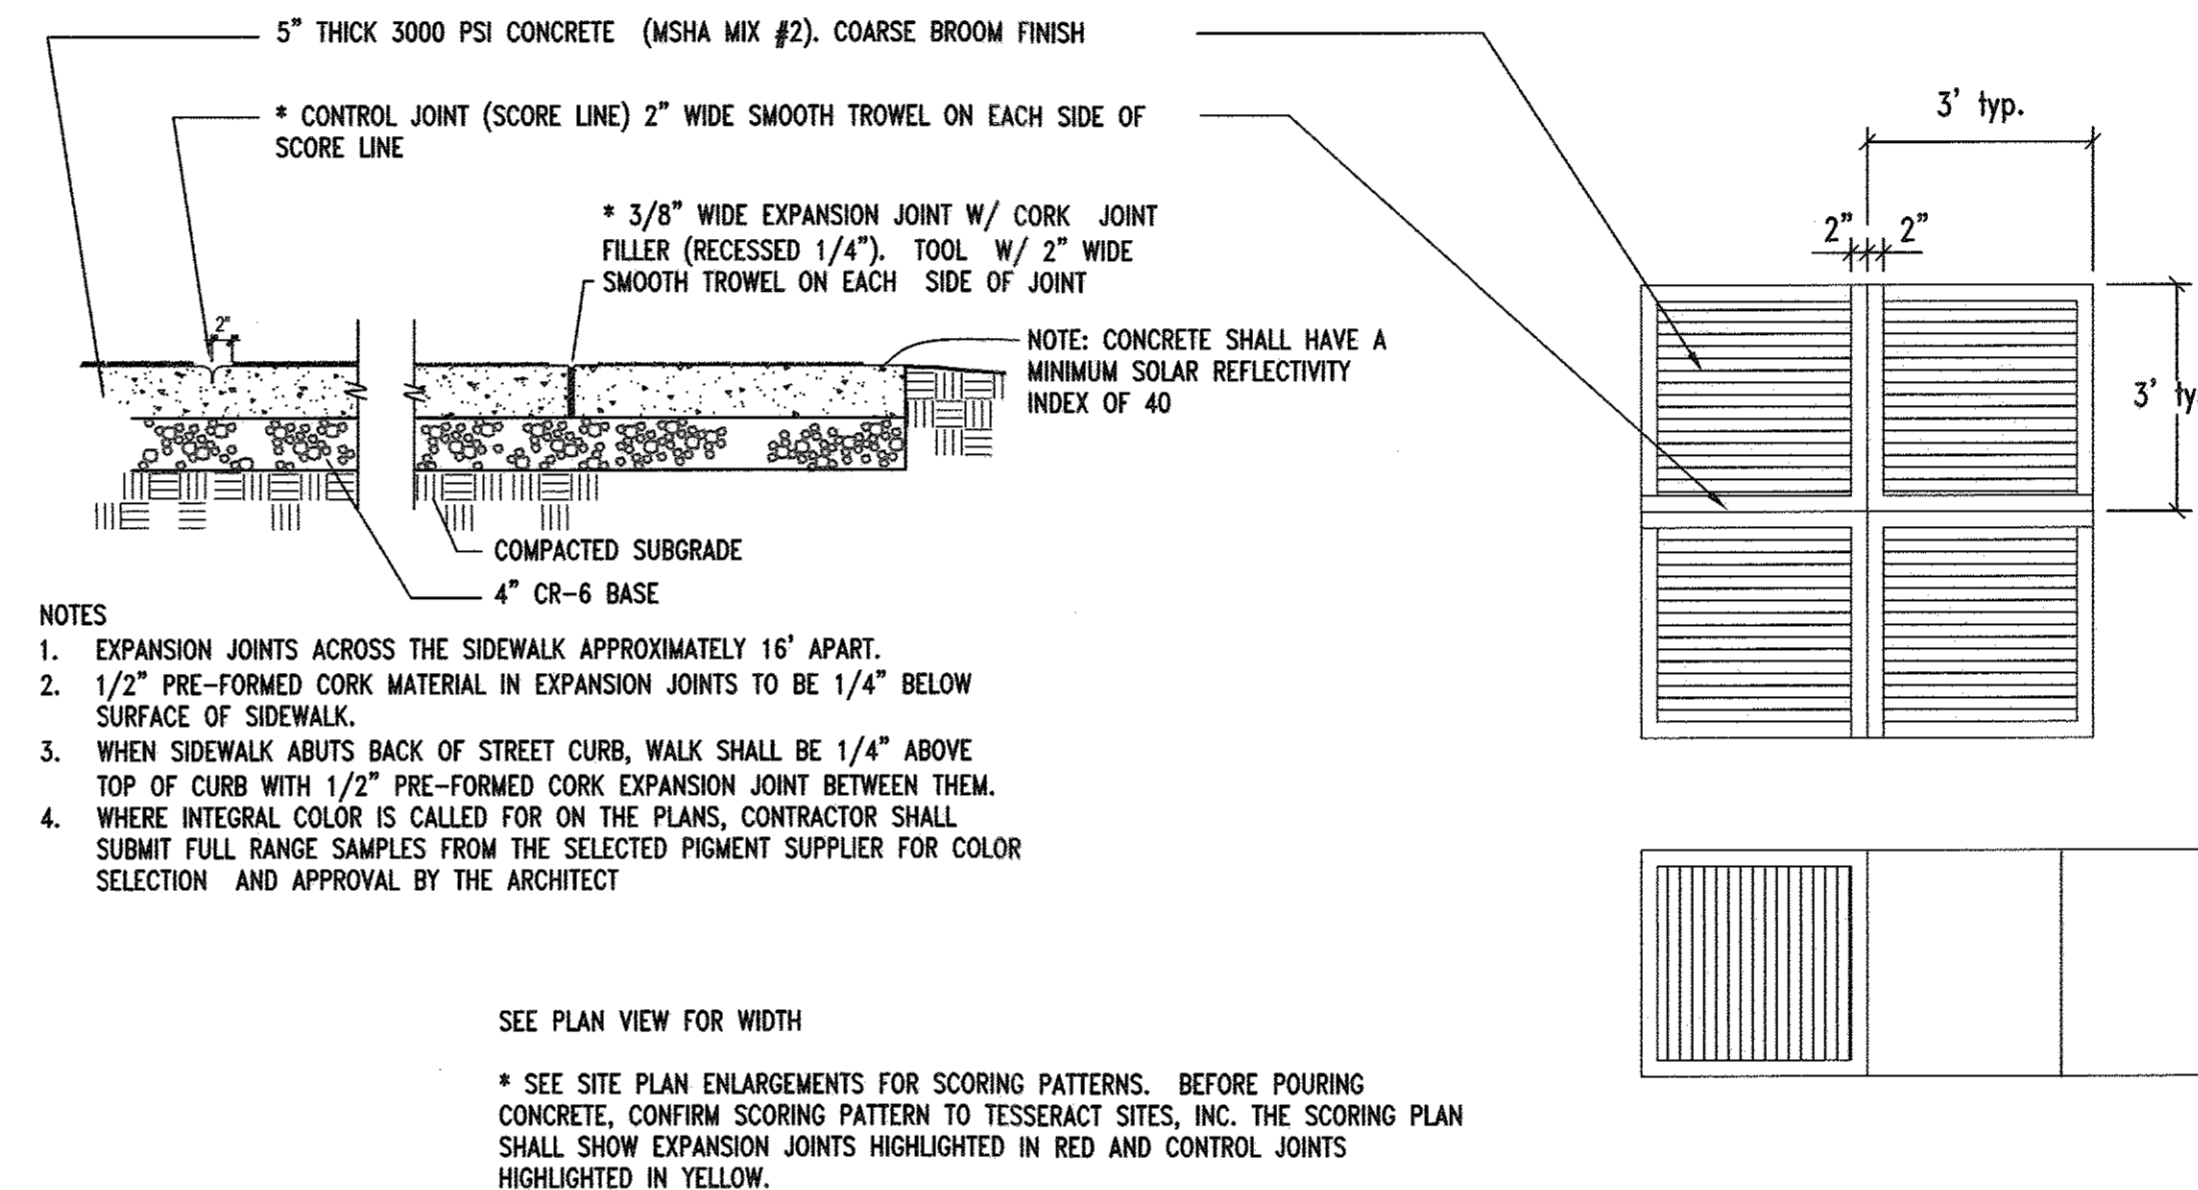 5" THICK 3000 PSI CONCRETE (MSHA MIX #2). COARSE BROOM FINISH
* CONTROL JOINT (SCORE LINE) 2" WIDE SMOOTH TROWEL ON EACH SIDE OF
SCORE LINE
* 3/8" WIDE EXPANSION JOINT W/ CORK JOINT
FILLER (RECESSED 1/4"). TOOL W/ 2" WIDE
SMOOTH TROWEL ON EACH SIDE OF JOINT
2"
NOTE: CONCRETE SHALL HAVE A
MINIMUM SOLAR REFLECTIVITY
INDEX OF 40
COMPACTED SUBGRADE
4" CR-6 BASE
3' typ.
2" 2"
3' ty
NOTES
1. EXPANSION JOINTS ACROSS THE SIDEWALK APPROXIMATELY 16' APART.
2. 1/2" PRE-FORMED CORK MATERIAL IN EXPANSION JOINTS TO BE 1/4" BELOW
SURFACE OF SIDEWALK.
3. WHEN SIDEWALK ABUTS BACK OF STREET CURB, WALK SHALL BE 1/4" ABOVE
TOP OF CURB WITH 1/2" PRE-FORMED CORK EXPANSION JOINT BETWEEN THEM.
4. WHERE INTEGRAL COLOR IS CALLED FOR ON THE PLANS, CONTRACTOR SHALL
SUBMIT FULL RANGE SAMPLES FROM THE SELECTED PIGMENT SUPPLIER FOR COLOR
SELECTION AND APPROVAL BY THE ARCHITECT
SEE PLAN VIEW FOR WIDTH
* SEE SITE PLAN ENLARGEMENTS FOR SCORING PATTERNS. BEFORE POURING
CONCRETE, CONFIRM SCORING PATTERN TO TESSERACT SITES, INC. THE SCORING PLAN
SHALL SHOW EXPANSION JOINTS HIGHLIGHTED IN RED AND CONTROL JOINTS
HIGHLIGHTED IN YELLOW.